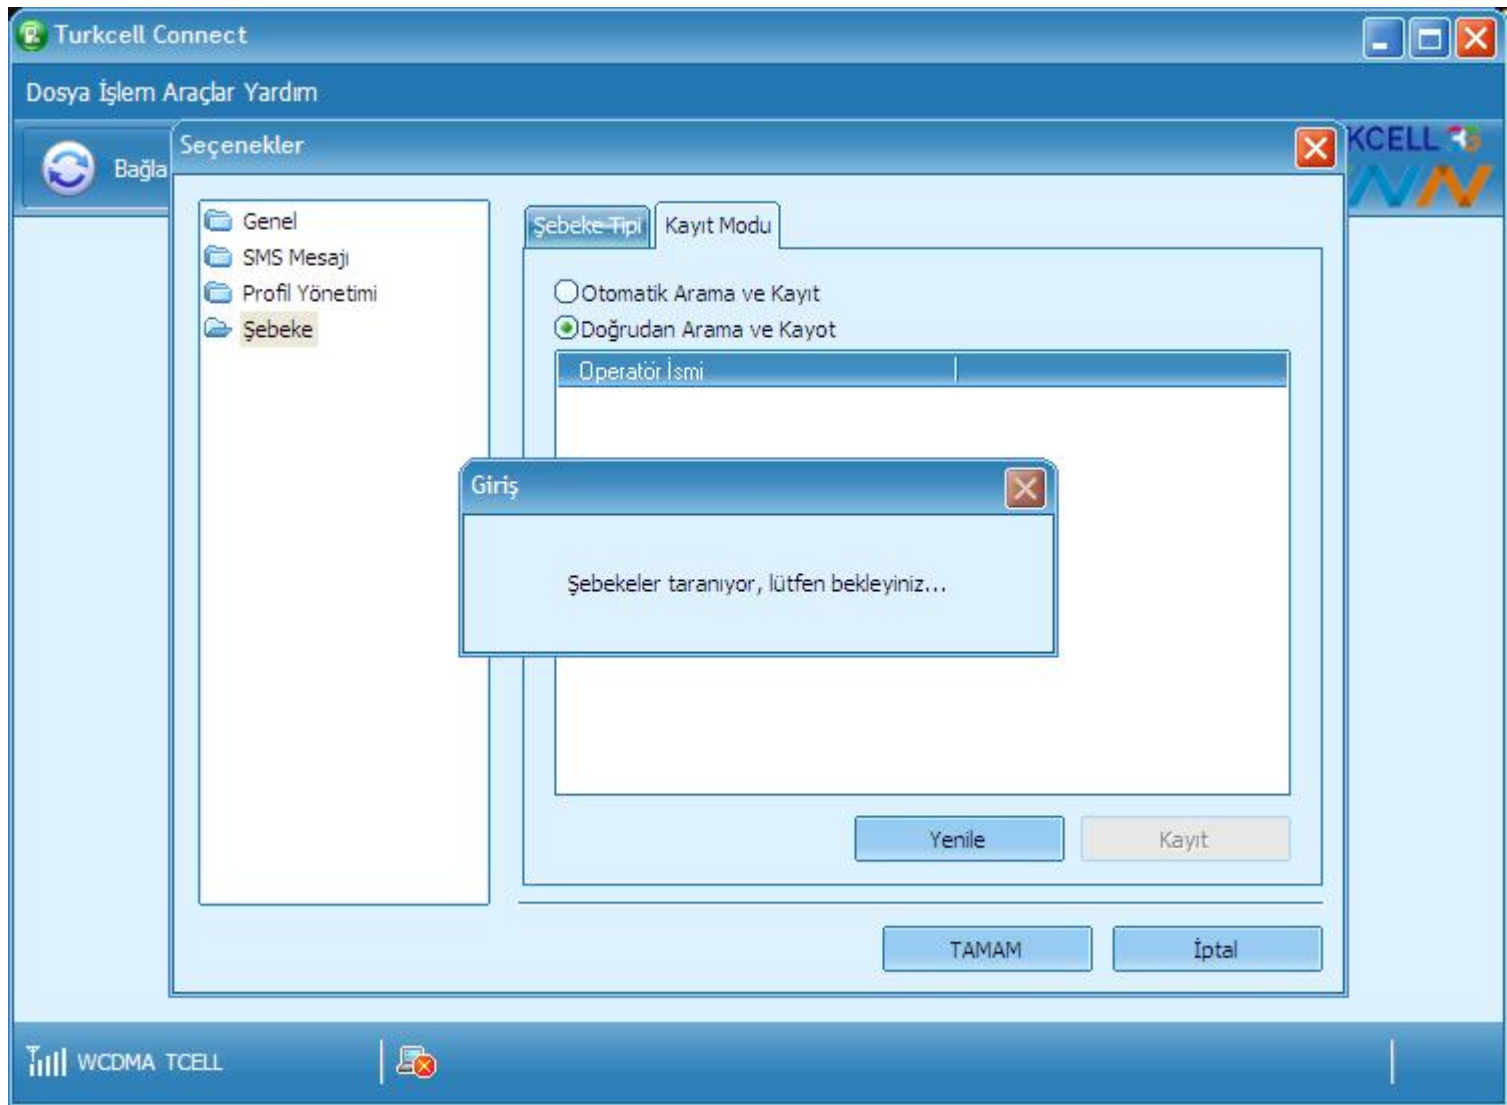 Turkcell Connect
Dosya İşlem Araçlar Yardım
Bağla
Seçenekler
KCELL 3G
Genel
SMS Mesajı
Profil Yönetimi
Şebeke
Şebeke Tipi
Kayıt Modu
Otomatik Arama ve Kayıt
Doğrudan Arama ve Kayot
Operatör İsmi
Giriş
Şebekeler taranıyor, lütfen bekleyiniz...
Yenile
Kayıt
TAMAM
İptal
WCDMA TCELL